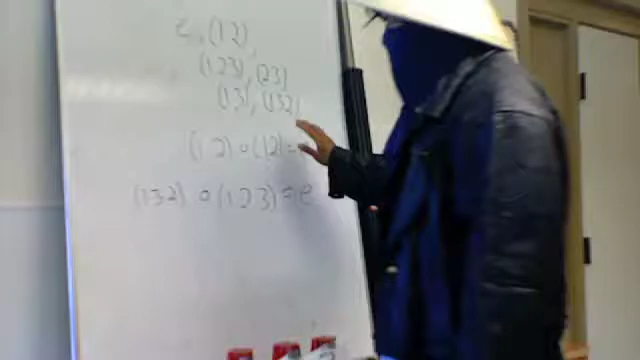 e, (12),
(123), (23)
(13), (132)
(12) ∘ (12) =
(132) ∘ (123) = e